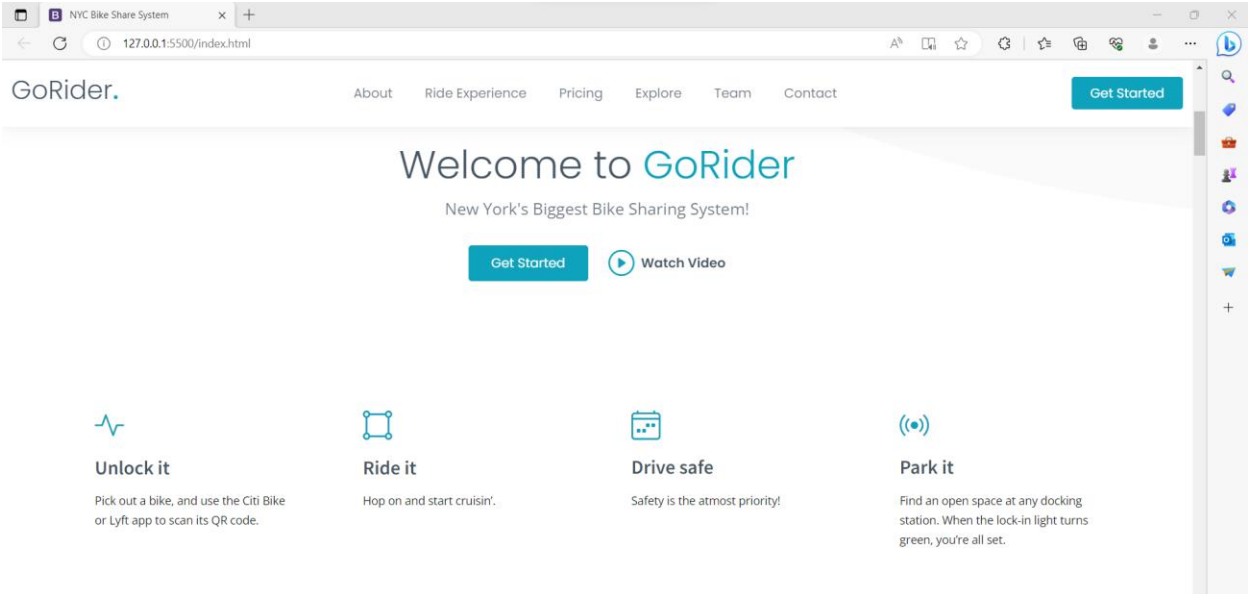 NYC Bike Share System
127.0.0.1:5500/index.html
GoRider.
About Ride Experience Pricing Explore Team Contact
Get Started
Welcome to GoRider
New York's Biggest Bike Sharing System!
Get Started Watch Video
Unlock it
Pick out a bike, and use the Citi Bike
or Lyft app to scan its QR code.
Ride it
Hop on and start cruisin’.
Drive safe
Safety is the atmost priority!
Park it
Find an open space at any docking
station. When the lock-in light turns
green, you’re all set.